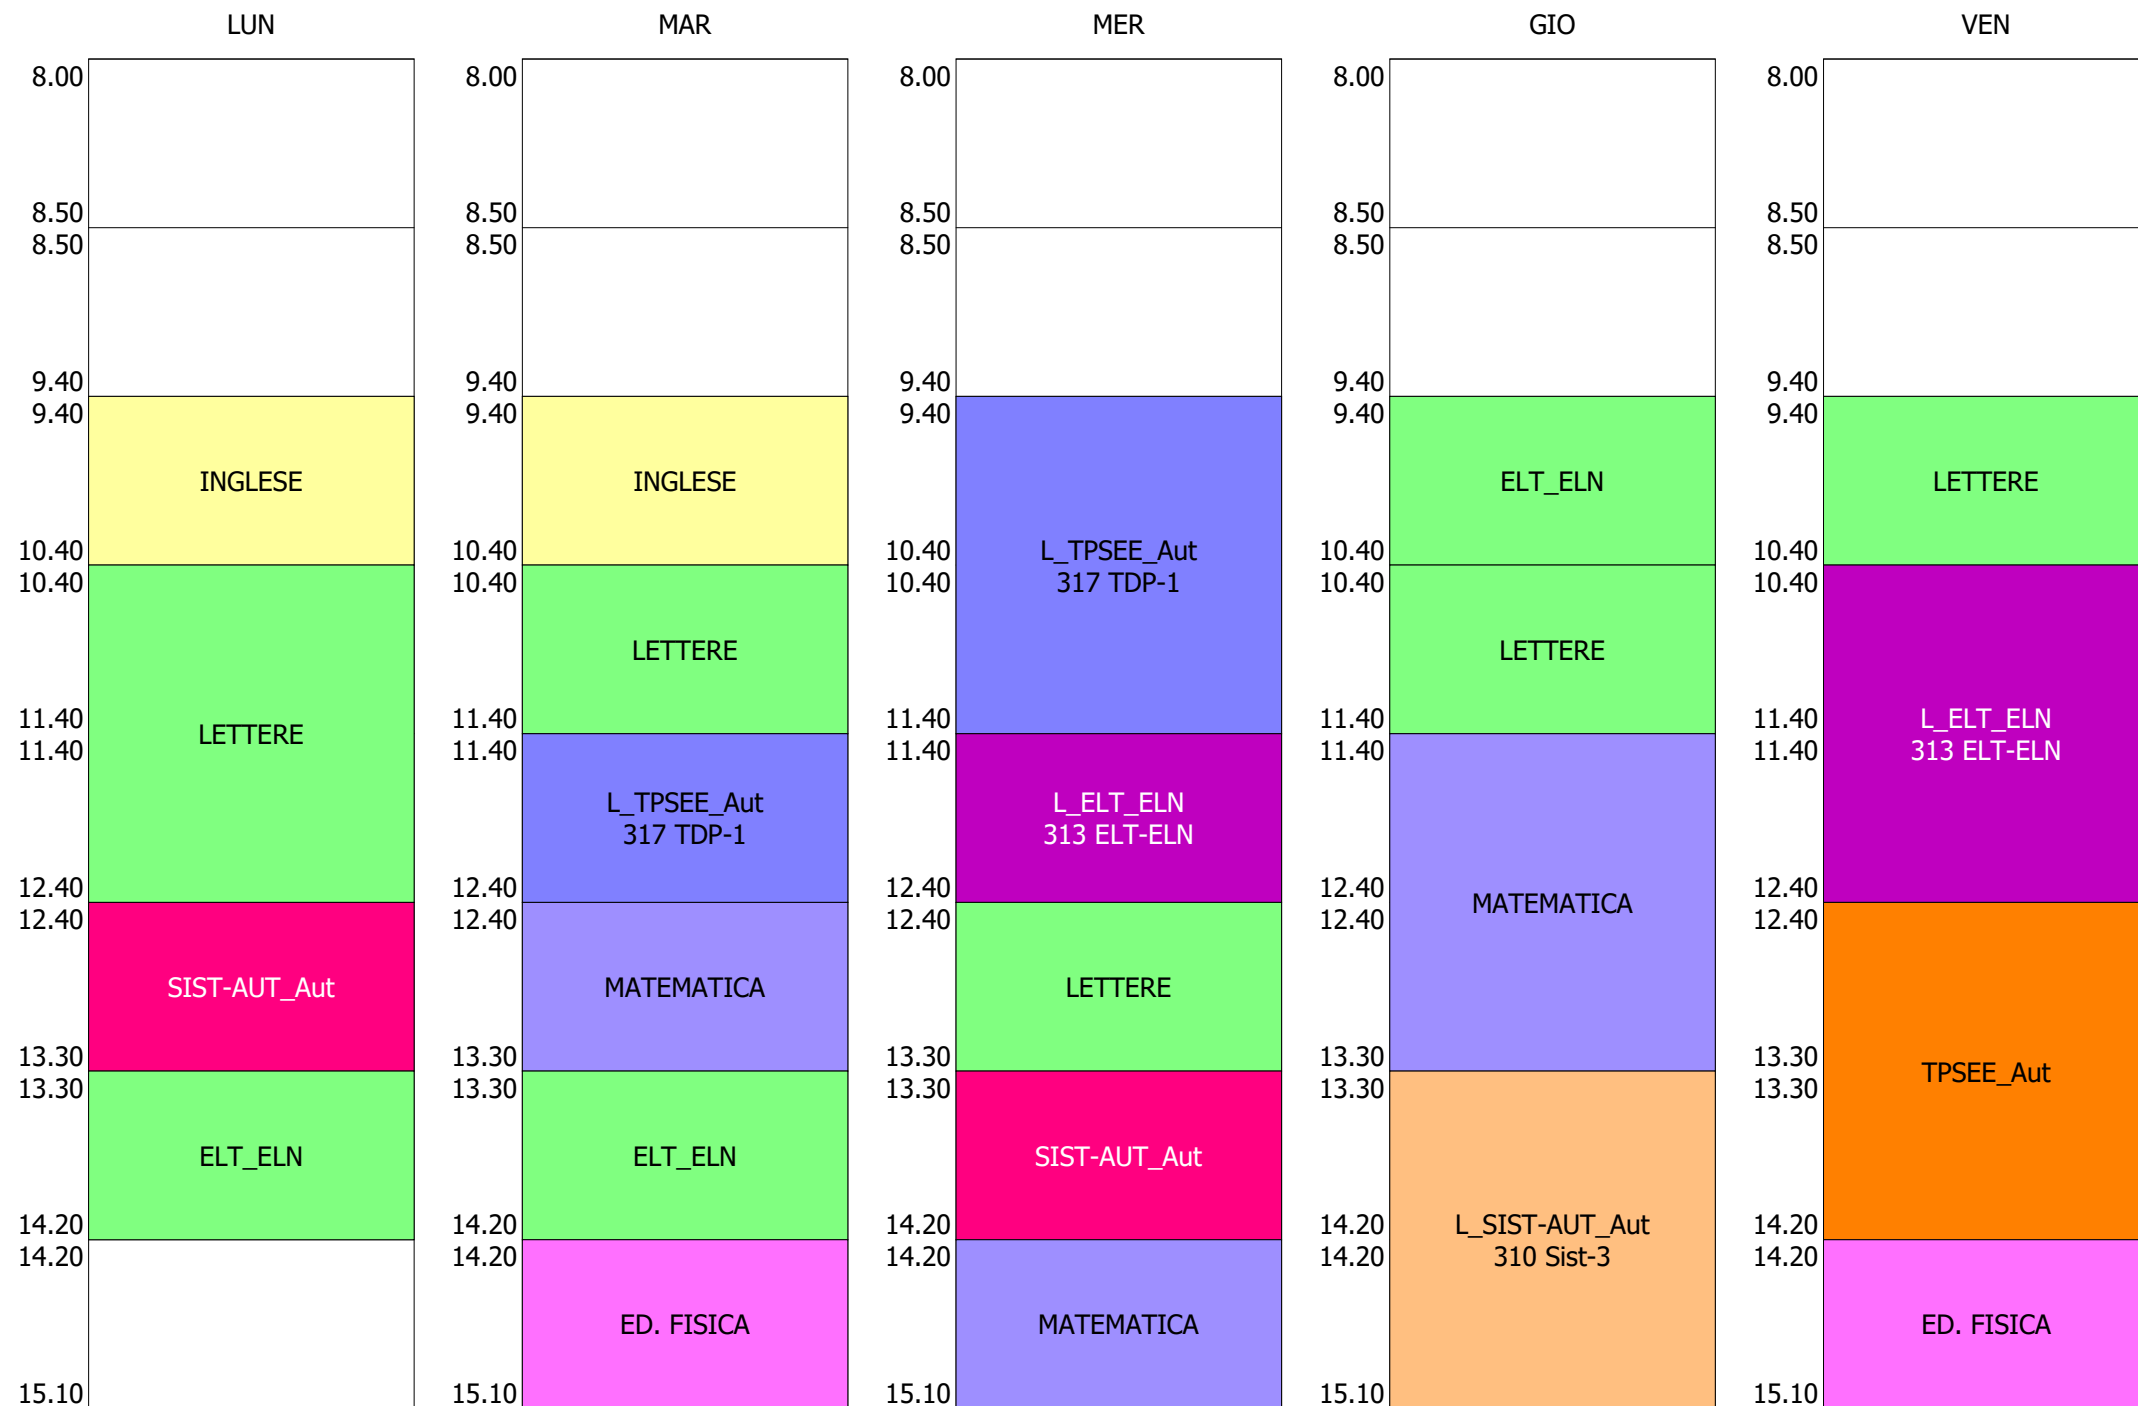 LUN
8.00
8.50
8.50
9.40
9.40
INGLESE
10.40
10.40
11.40
LETTERE
11.40
12.40
12.40
SIST-AUT_Aut
13.30
13.30
ELT_ELN
14.20
14.20
15.10
MAR
8.00
8.50
8.50
9.40
9.40
INGLESE
10.40
10.40
LETTERE
11.40
11.40
L_TPSEE_Aut
317 TDP-1
12.40
12.40
MATEMATICA
13.30
13.30
ELT_ELN
14.20
14.20
ED. FISICA
15.10
MER
8.00
8.50
8.50
9.40
9.40
10.40
L_TPSEE_Aut
10.40
317 TDP-1
11.40
11.40
L_ELT_ELN
313 ELT-ELN
12.40
12.40
LETTERE
13.30
13.30
SIST-AUT_Aut
14.20
14.20
MATEMATICA
15.10
GIO
8.00
8.50
8.50
9.40
9.40
ELT_ELN
10.40
10.40
LETTERE
11.40
11.40
12.40
MATEMATICA
12.40
13.30
13.30
14.20
L_SIST-AUT_Aut
14.20
310 Sist-3
15.10
VEN
8.00
8.50
8.50
9.40
9.40
LETTERE
10.40
10.40
11.40
L_ELT_ELN
11.40
313 ELT-ELN
12.40
12.40
13.30
TPSEE_Aut
13.30
14.20
14.20
ED. FISICA
15.10